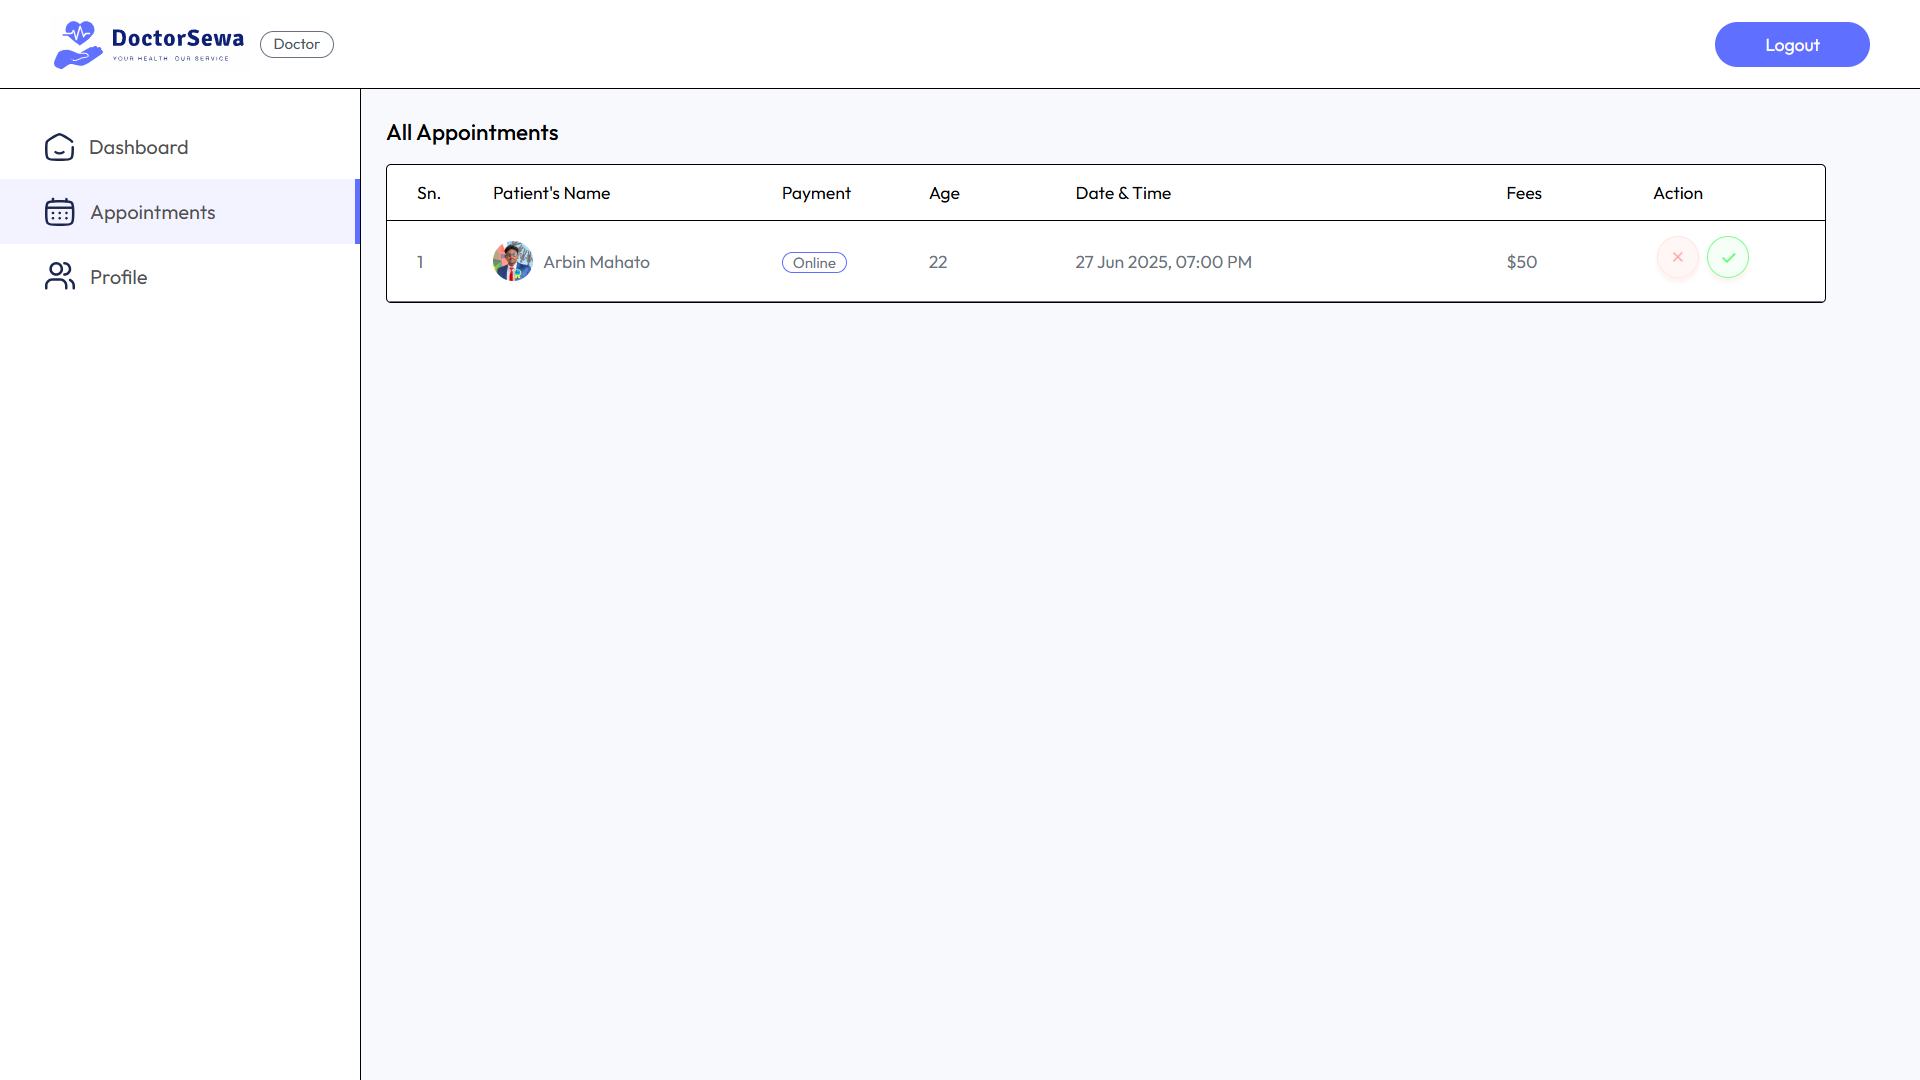 DoctorSewa
YOUR HEALTH OUR SERVICE
Doctor
Logout
Dashboard
Appointments
Profile
All Appointments
Sn. Patient's Name Payment Age Date & Time Fees Action
1 Arbin Mahato Online 22 27 Jun 2025, 07:00 PM $50